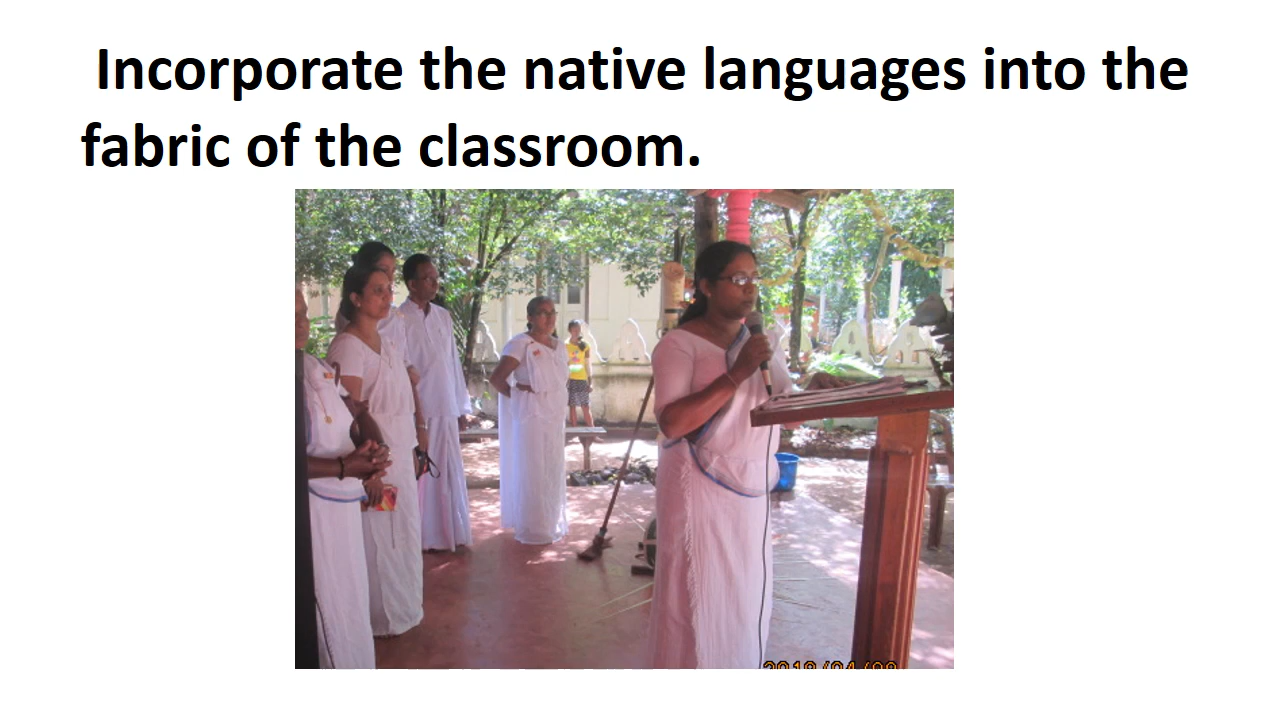 Incorporate the native languages into the
fabric of the classroom.